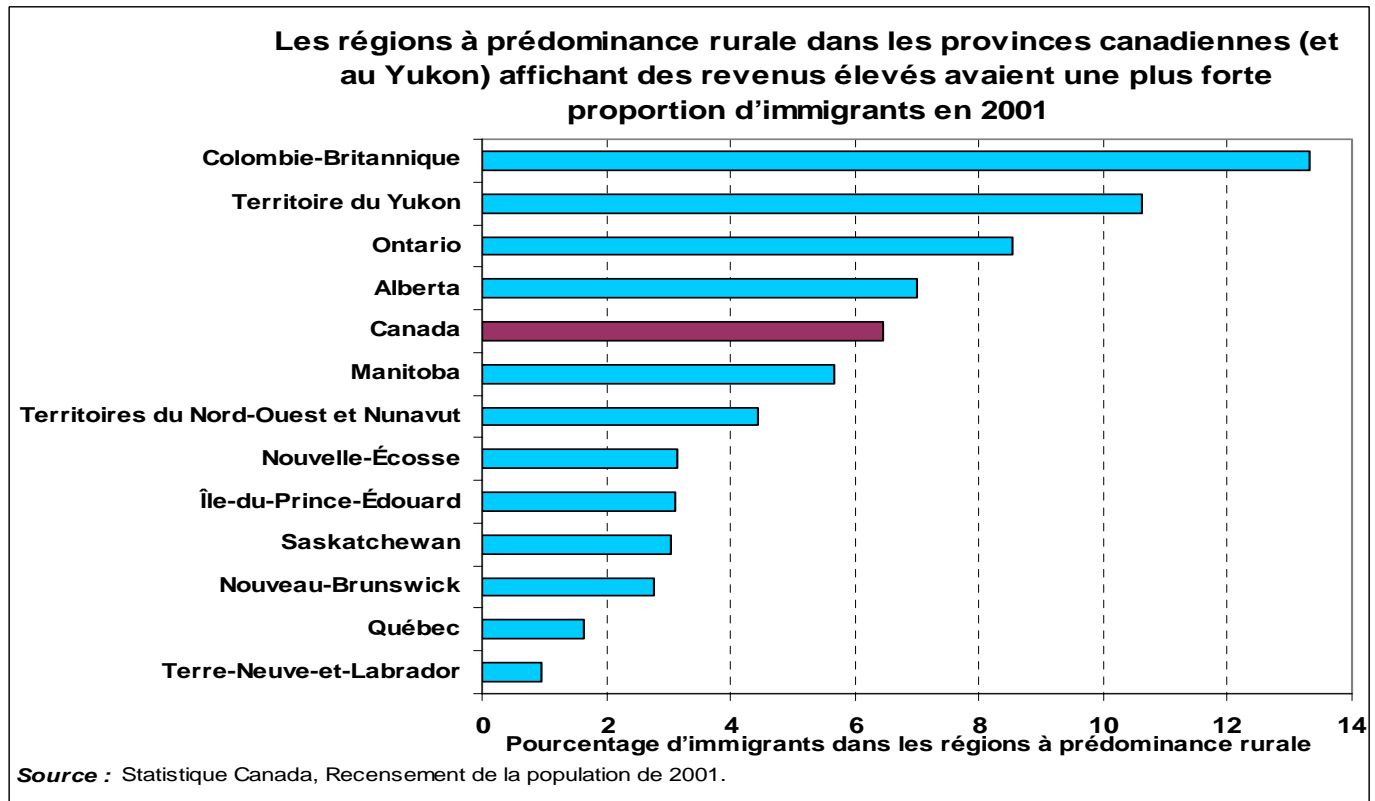 Les régions à prédominance rurale dans les provinces canadiennes (et
au Yukon) affichant des revenus élevés avaient une plus forte
proportion d’immigrants en 2001
Colombie-Britannique
Territoire du Yukon
Ontario
Alberta
Canada
Manitoba
Territoires du Nord-Ouest et Nunavut
Nouvelle-Écosse
Île-du-Prince-Édouard
Saskatchewan
Nouveau-Brunswick
Québec
Terre-Neuve-et-Labrador
0 2 4 6 8 10 12 14
Pourcentage d’immigrants dans les régions à prédominance rurale
Source : Statistique Canada, Recensement de la population de 2001.